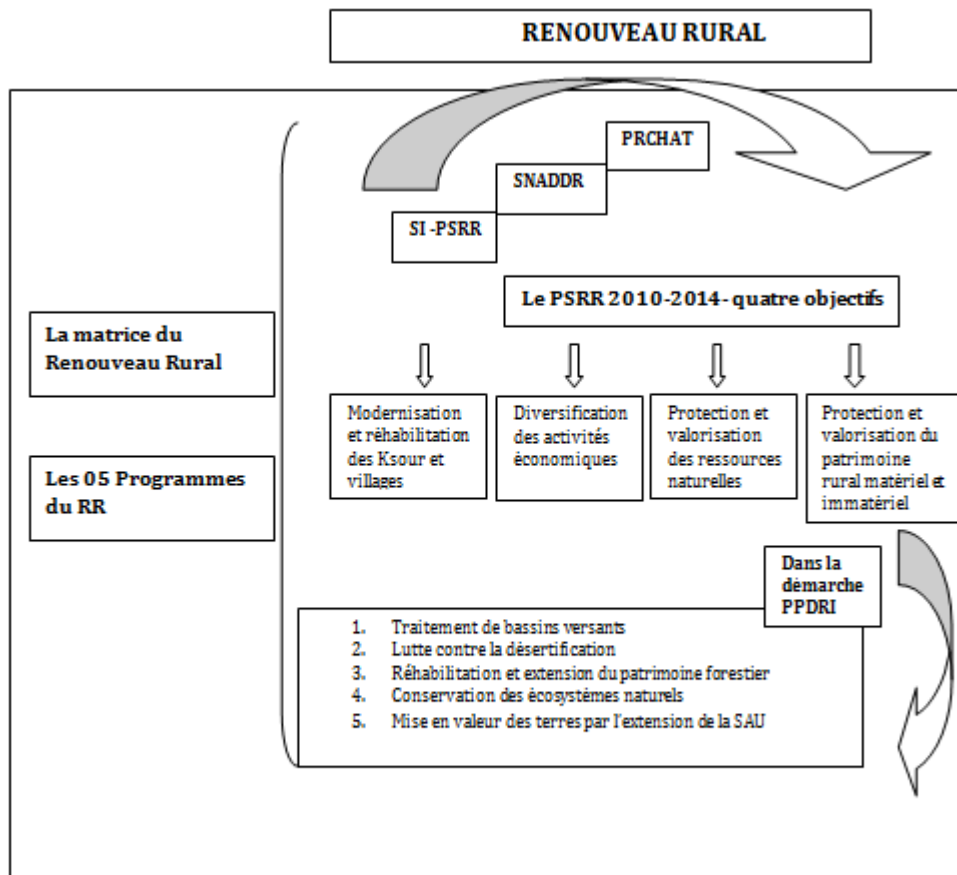 RENOUVEAU RURAL
PRCHAT
SNADDR
SI -PSRR
Le PSRR 2010-2014- quatre objectifs
La matrice du
Renouveau Rural
Modernisation
et réhabilitation
des Ksour et
villages
Diversification
des activités
économiques
Protection et
valorisation
des ressources
naturelles
Protection et
valorisation du
patrimoine
rural matériel et
immatériel
Les 05 Programmes
du RR
Dans la
démarche
PPDRI
1. Traitement de bassins versants
2. Lutte contre la désertification
3. Réhabilitation et extension du patrimoine forestier
4. Conservation des écosystèmes naturels
5. Mise en valeur des terres par l'extension de la SAU